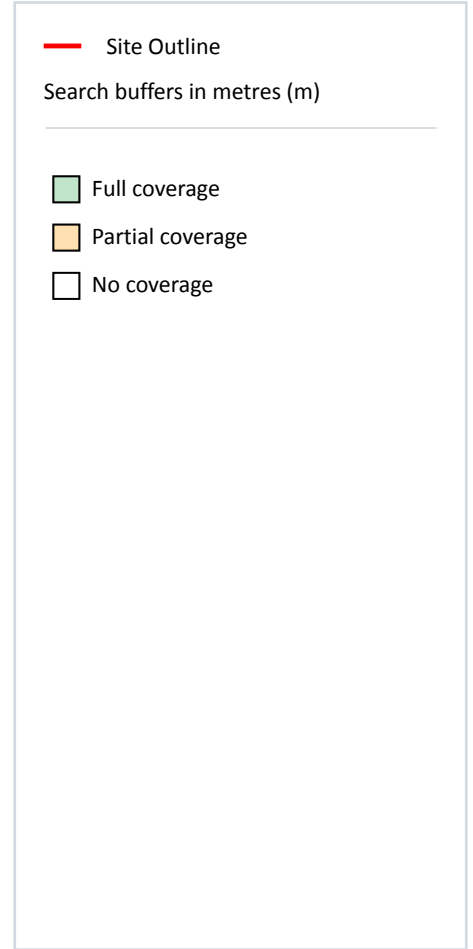 Site Outline
Search buffers in metres (m)
Full coverage
Partial coverage
No coverage